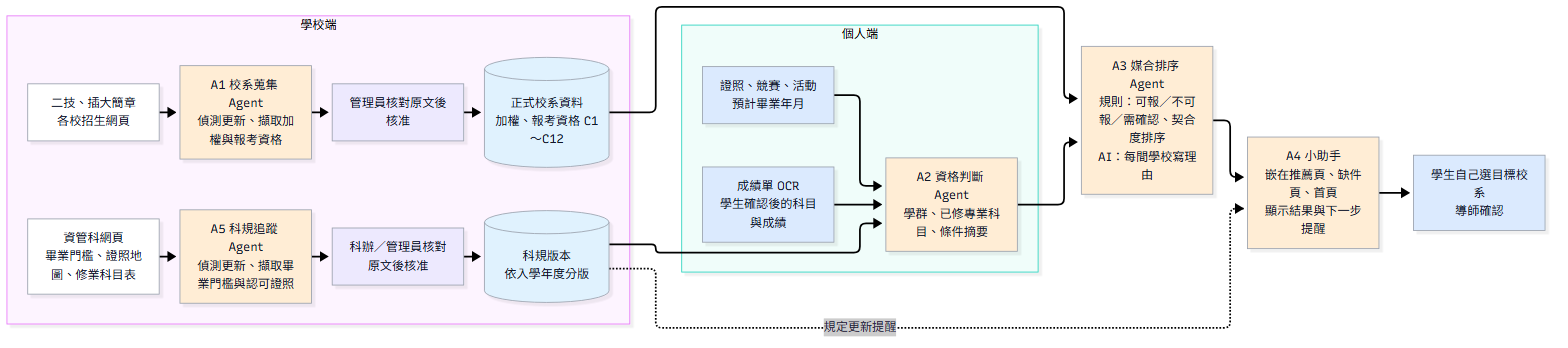 學校端
二技、插大簡章
各校招生網頁
A1 校系蒐集
Agent
偵測更新、擷取加
權與報考資格
管理員核對原文後
核准
正式校系資料
加權、報考資格 C1
～C12
資管科網頁
畢業門檻、證照地
圖、修業科目表
A5 科規追蹤
Agent
偵測更新、擷取畢
業門檻與認可證照
科辦／管理員核對
原文後核准
科規版本
依入學年度分版
個人端
證照、競賽、活動
預計畢業年月
成績單 OCR
學生確認後的科目
與成績
A2 資格判斷
Agent
學群、已修專業科
目、條件摘要
A3 媒合排序
Agent
規則：可報／不可
報／需確認、契合
度排序
AI：每間學校寫理
由
A4 小助手
嵌在推薦頁、缺件
頁、首頁
顯示結果與下一步
提醒
學生自己選目標校
系
導師確認
規定更新提醒